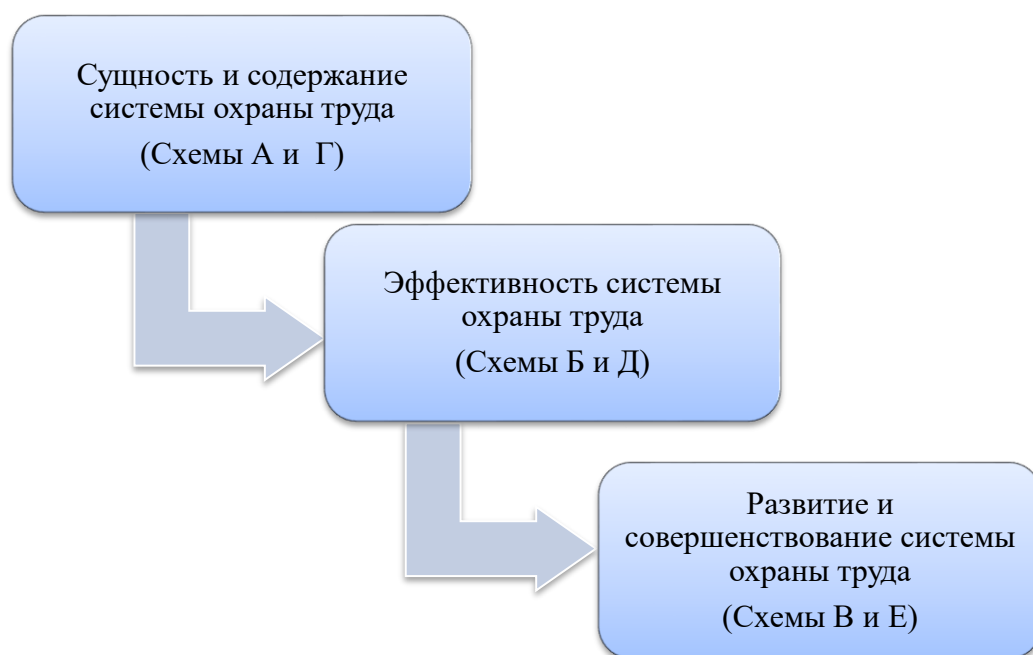 Сущность и содержание
системы охраны труда
(Схемы А и Г)
Эффективность системы
охраны труда
(Схемы Б и Д)
Развитие и
совершенствование системы
охраны труда
(Схемы В и Е)